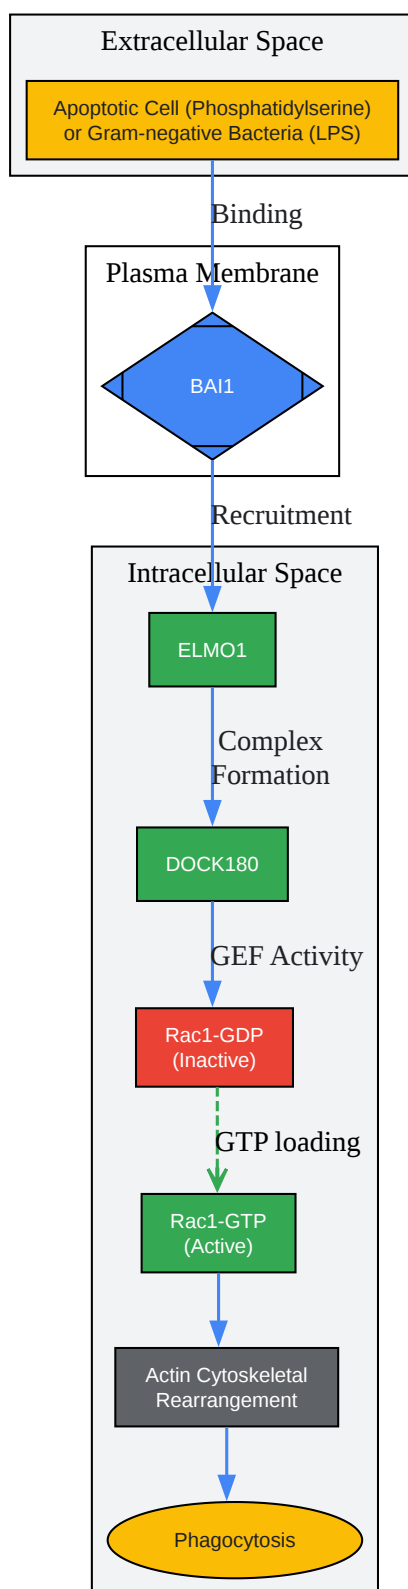 Extracellular Space
Apoptotic Cell (Phosphatidylserine)
or Gram-negative Bacteria (LPS)
Binding
Plasma Membrane
BAI1
Recruitment
Intracellular Space
ELMO1
Complex
Formation
DOCK180
GEF Activity
Rac1-GDP
(Inactive)
GTP loading
Rac1-GTP
(Active)
Actin Cytoskeletal
Rearrangement
Phagocytosis